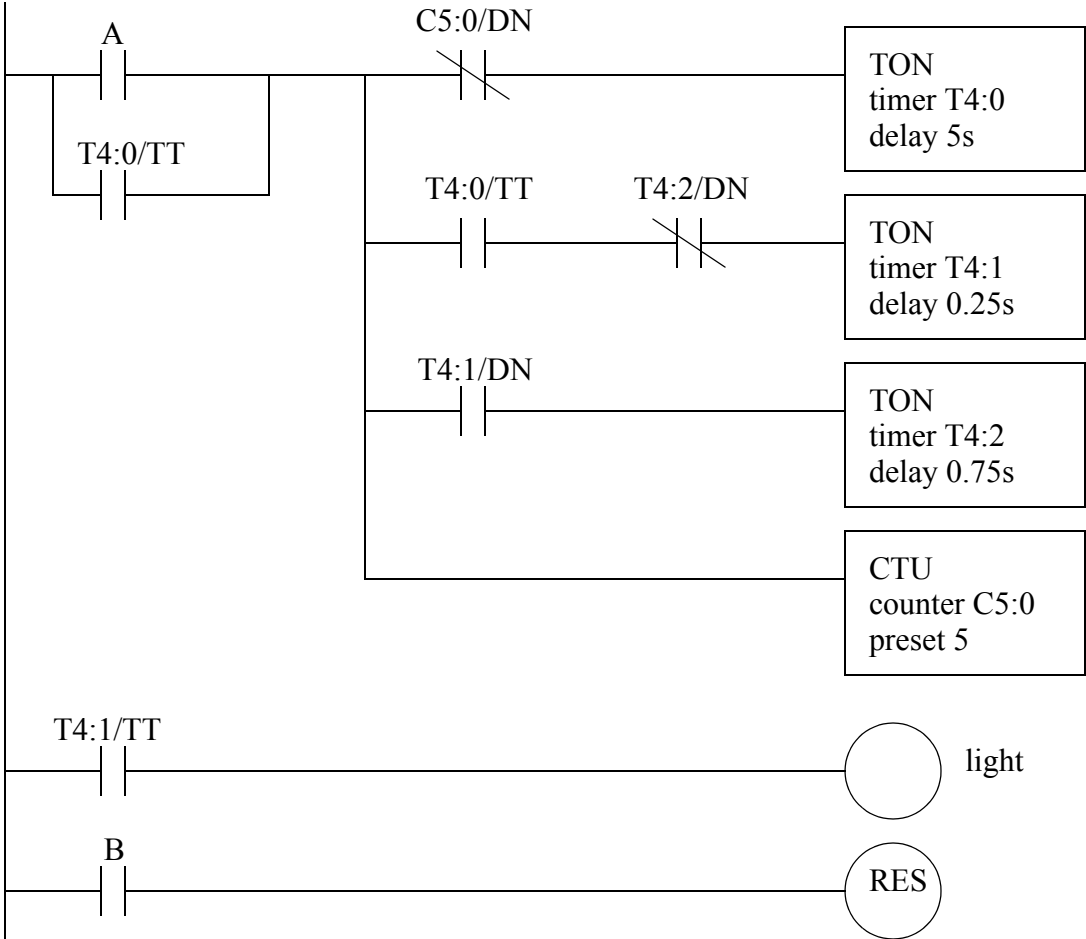 A
C5:0/DN
TON
timer T4:0
delay 5s
T4:0/TT
T4:0/TT
T4:2/DN
TON
timer T4:1
delay 0.25s
T4:1/DN
TON
timer T4:2
delay 0.75s
CTU
counter C5:0
preset 5
T4:1/TT
light
B
RES